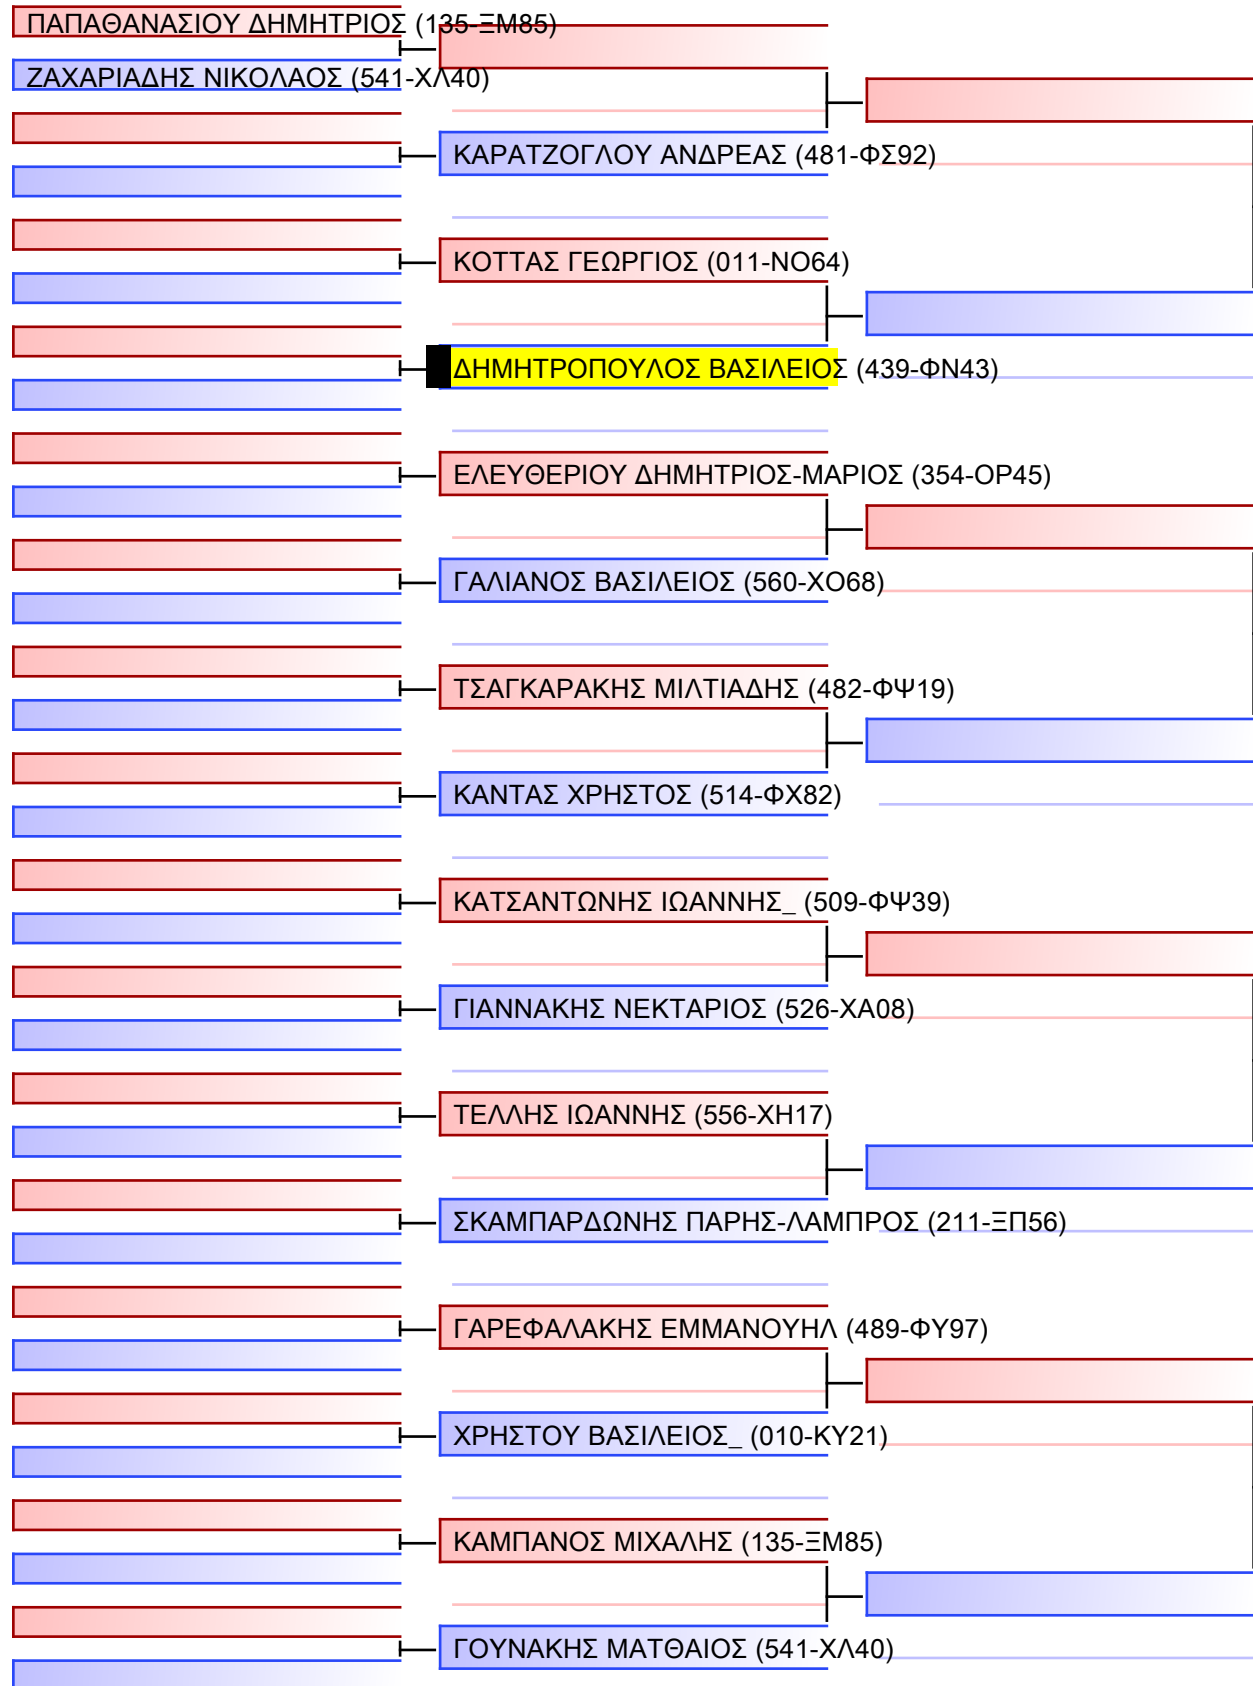 ΠΑΠΑΘΑΝΑΣΙΟΥ ΔΗΜΗΤΡΙΟΣ (135-ΞΜ85)
ΖΑΧΑΡΙΑΔΗΣ ΝΙΚΟΛΑΟΣ (541-ΧΛ40)
ΚΑΡΑΤΖΟΓΛΟΥ ΑΝΔΡΕΑΣ (481-ΦΣ92)
ΚΟΤΤΑΣ ΓΕΩΡΓΙΟΣ (011-ΝΟ64)
ΔΗΜΗΤΡΟΠΟΥΛΟΣ ΒΑΣΙΛΕΙΟΣ (439-ΦΝ43)
ΕΛΕΥΘΕΡΙΟΥ ΔΗΜΗΤΡΙΟΣ-ΜΑΡΙΟΣ (354-ΟΡ45)
ΓΑΛΙΑΝΟΣ ΒΑΣΙΛΕΙΟΣ (560-ΧΟ68)
ΤΣΑΓΚΑΡΑΚΗΣ ΜΙΛΤΙΑΔΗΣ (482-ΦΨ19)
ΚΑΝΤΑΣ ΧΡΗΣΤΟΣ (514-ΦΧ82)
ΚΑΤΣΑΝΤΩΝΗΣ ΙΩΑΝΝΗΣ_ (509-ΦΨ39)
ΓΙΑΝΝΑΚΗΣ ΝΕΚΤΑΡΙΟΣ (526-ΧΑ08)
ΤΕΛΛΗΣ ΙΩΑΝΝΗΣ (556-ΧΗ17)
ΣΚΑΜΠΑΡΔΩΝΗΣ ΠΑΡΗΣ-ΛΑΜΠΡΟΣ (211-ΞΠ56)
ΓΑΡΕΦΑΛΑΚΗΣ ΕΜΜΑΝΟΥΗΛ (489-ΦΥ97)
ΧΡΗΣΤΟΥ ΒΑΣΙΛΕΙΟΣ_ (010-ΚΥ21)
ΚΑΜΠΑΝΟΣ ΜΙΧΑΛΗΣ (135-ΞΜ85)
ΓΟΥΝΑΚΗΣ ΜΑΤΘΑΙΟΣ (541-ΧΛ40)